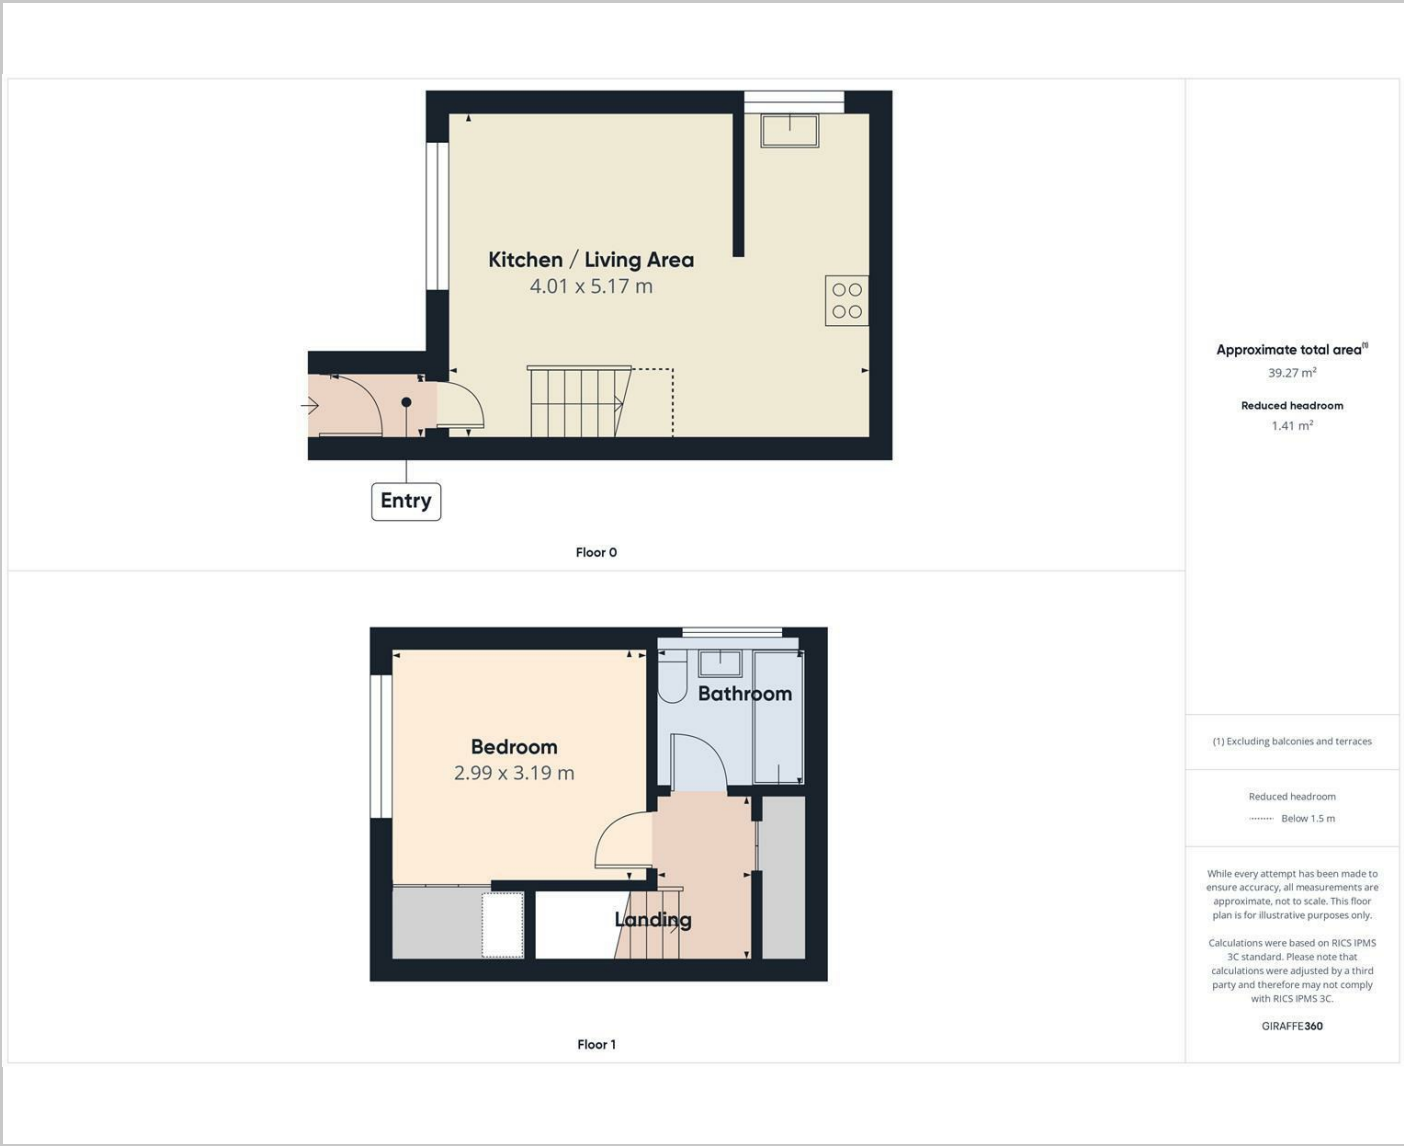 Kitchen / Living Area
4.01 x 5.17 m
Entry
Floor 0
Bedroom
2.99 x 3.19 m
Bathroom
Landing
Floor 1
Approximate total area(1)
39.27 m²
Reduced headroom
1.41 m²
(1) Excluding balconies and terraces
Reduced headroom
Below 1.5 m
While every attempt has been made to
ensure accuracy, all measurements are
approximate, not to scale. This floor
plan is for illustrative purposes only.
Calculations were based on RICS IPMS
3C standard. Please note that
calculations were adjusted by a third
party and therefore may not comply
with RICS IPMS 3C.
GIRAFFE360